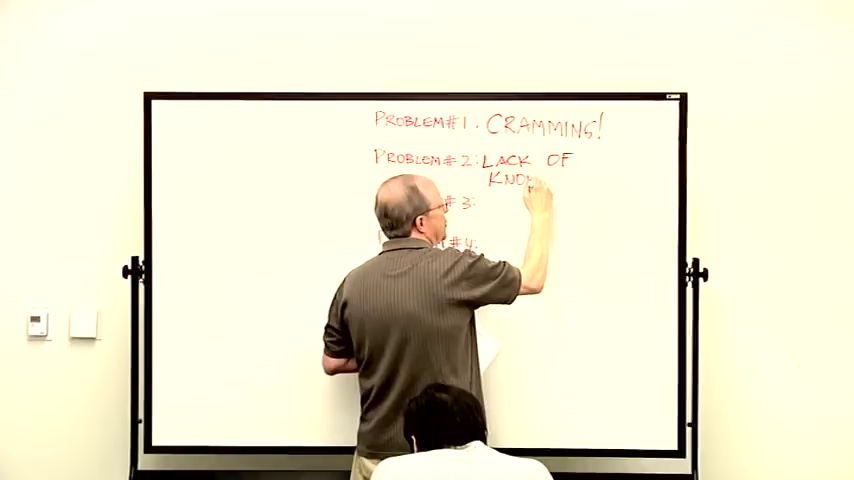 PROBLEM #1. CRAMMING!
PROBLEM #2: LACK OF
KNOW
#3:
#4: